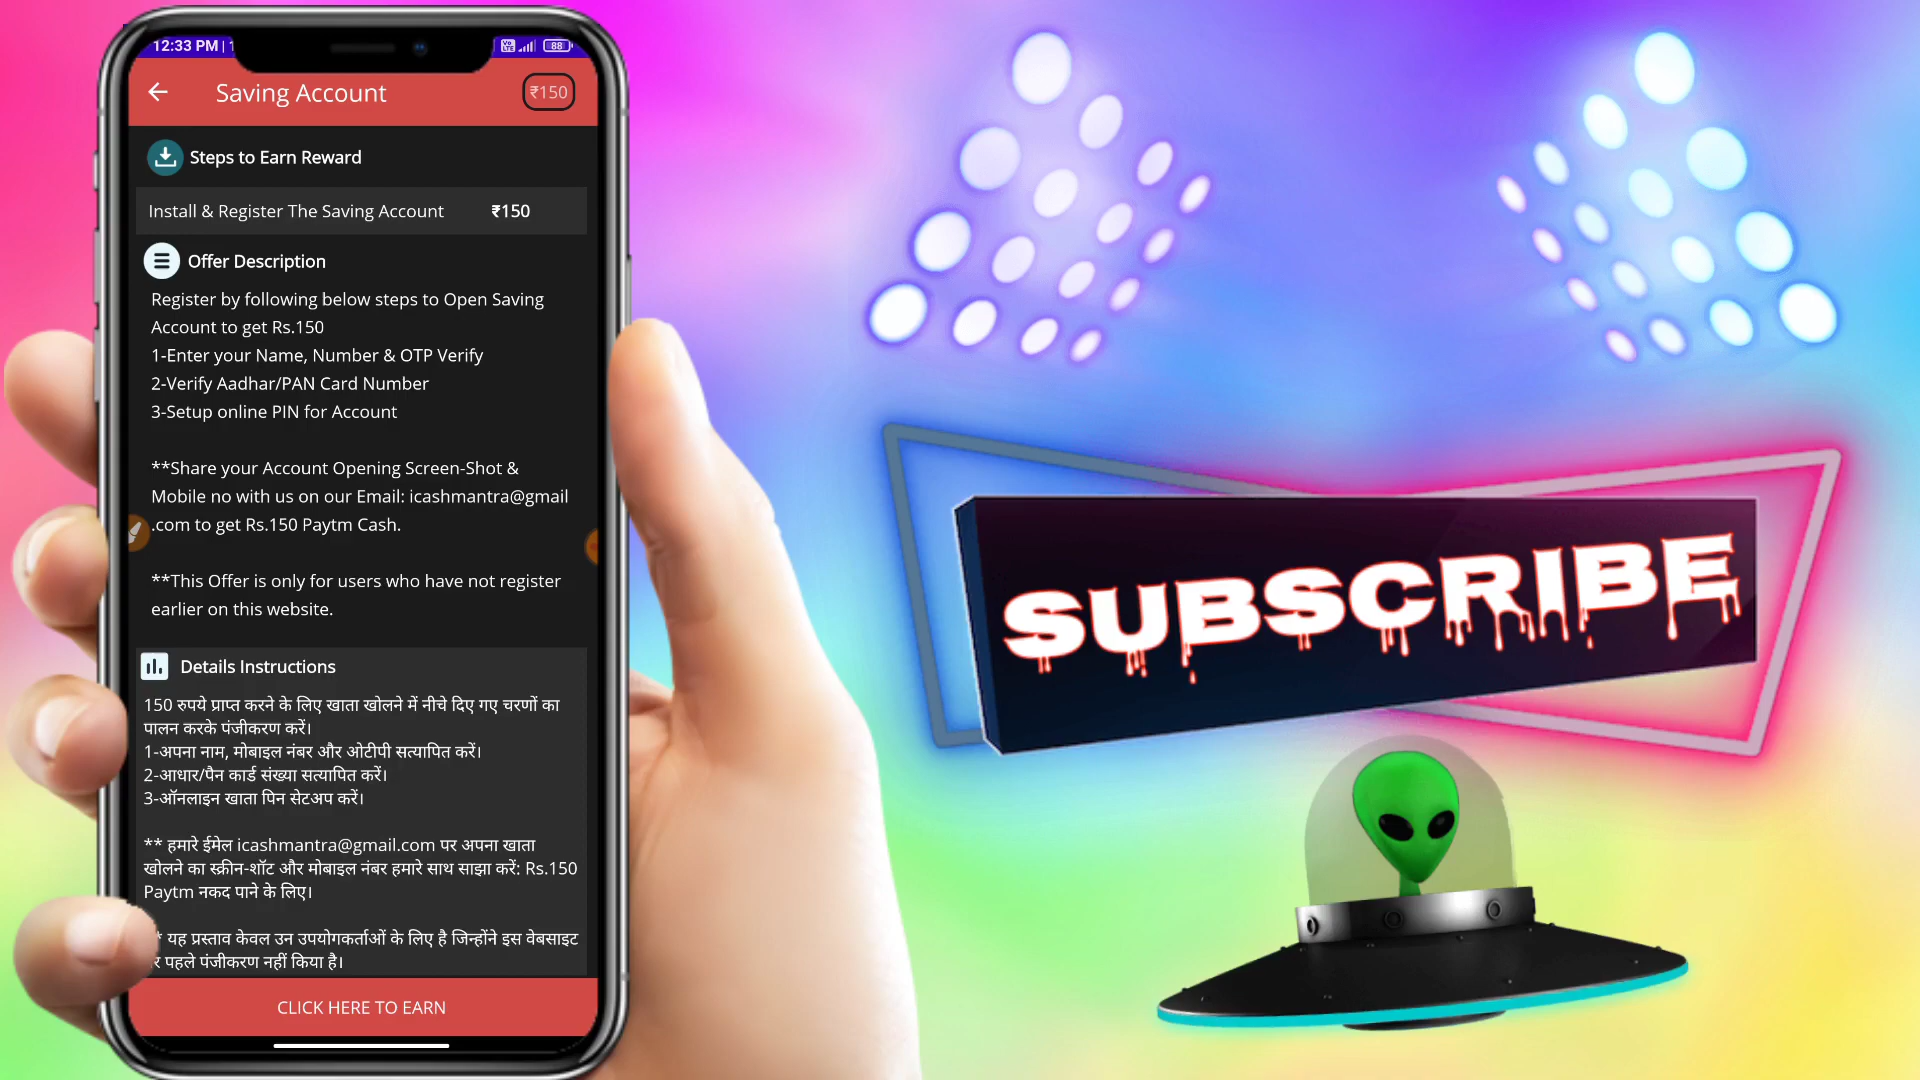 12:33 PM |
88
Saving Account
₹150
Steps to Earn Reward
Install & Register The Saving Account ₹150
Offer Description
Register by following below steps to Open Saving
Account to get Rs.150
1-Enter your Name, Number & OTP Verify
2-Verify Aadhar/PAN Card Number
3-Setup online PIN for Account
**Share your Account Opening Screen-Shot &
Mobile no with us on our Email: icashmantra@gmail
.com to get Rs.150 Paytm Cash.
**This Offer is only for users who have not register
earlier on this website.
Details Instructions
150 रुपये प्राप्त करने के लिए खाता खोलने में नीचे दिए गए चरणों का
पालन करके पंजीकरण करें।
1-अपना नाम, मोबाइल नंबर और ओटीपी सत्यापित करें।
2-आधार/पैन कार्ड संख्या सत्यापित करें।
3-ऑनलाइन खाता पिन सेटअप करें।
** हमारे ईमेल icashmantra@gmail.com पर अपना खाता
खोलने का स्क्रीन-शॉट और मोबाइल नंबर हमारे साथ साझा करें: Rs.150
Paytm नकद पाने के लिए।
* यह प्रस्ताव केवल उन उपयोगकर्ताओं के लिए है जिन्होंने इस वेबसाइट
पहले पंजीकरण नहीं किया है।
CLICK HERE TO EARN
SUBSCRIBE